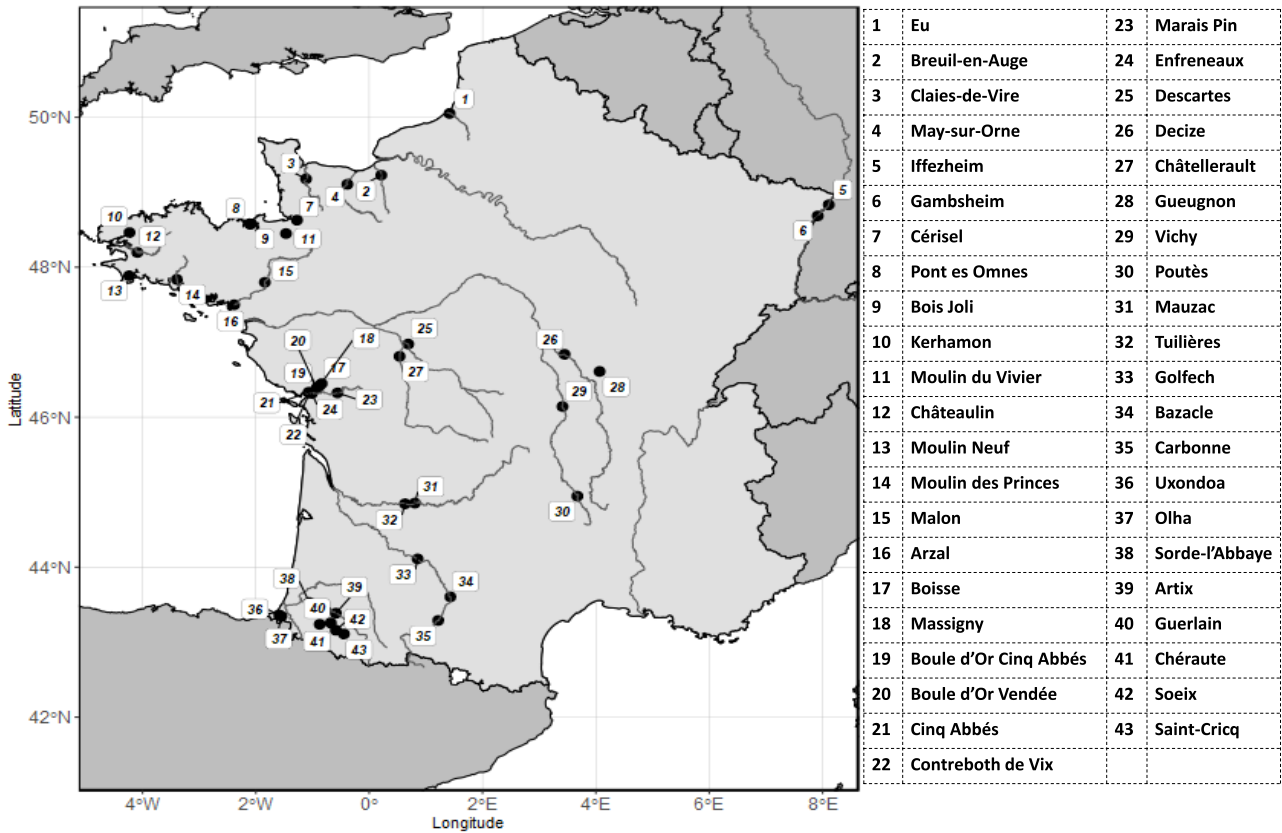 50°N
48°N
46°N
44°N
42°N
Latitude
4°W
2°W
0°
2°E
4°E
6°E
8°E
Longitude
1
2
3
4
5
6
7
8
9
10
11
12
13
14
15
16
17
18
19
20
21
22
23
24
25
26
27
28
29
30
31
32
33
34
35
36
37
38
39
40
41
42
43
1 Eu 23 Marais Pin
2 Breuil-en-Auge 24 Enfreneaux
3 Claies-de-Vire 25 Descartes
4 May-sur-Orne 26 Decize
5 Iffezheim 27 Châtellerault
6 Gambsheim 28 Gueugnon
7 Cérisel 29 Vichy
8 Pont es Omnes 30 Poutès
9 Bois Joli 31 Mauzac
10 Kerhamon 32 Tuilières
11 Moulin du Vivier 33 Golfech
12 Châteaulin 34 Bazacle
13 Moulin Neuf 35 Carbonne
14 Moulin des Princes 36 Uxondoa
15 Malon 37 Olha
16 Arzal 38 Sorde-l’Abbaye
17 Boisse 39 Artix
18 Massigny 40 Guerlain
19 Boule d’Or Cinq Abbés 41 Chéraute
20 Boule d’Or Vendée 42 Soeix
21 Cinq Abbés 43 Saint-Cricq
22 Contreboth de Vix